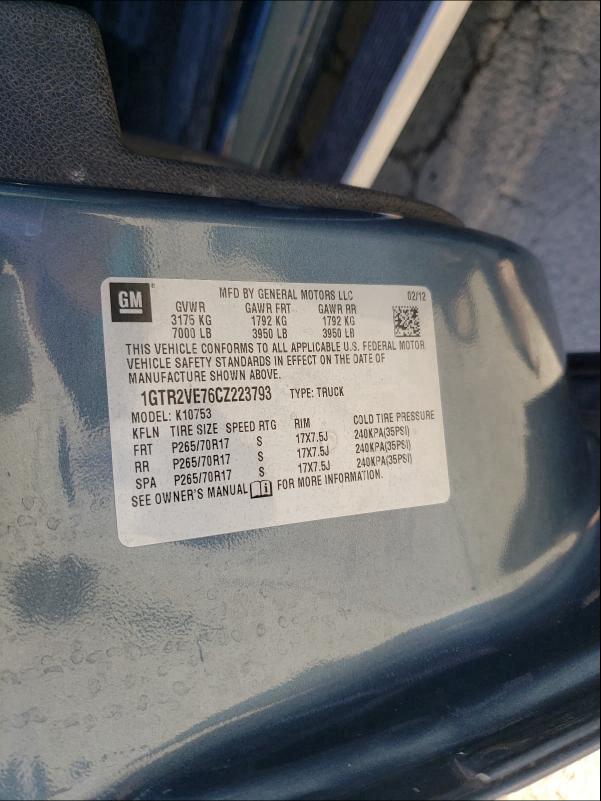 GM®
MFD BY GENERAL MOTORS LLC 02/12
GVWR GAWR FRT GAWR RR
3175 KG 1792 KG 1792 KG
7000 LB 3950 LB 3950 LB
THIS VEHICLE CONFORMS TO ALL APPLICABLE U.S. FEDERAL MOTOR
VEHICLE SAFETY STANDARDS IN EFFECT ON THE DATE OF
MANUFACTURE SHOWN ABOVE.
1GTR2VE76CZ223793 TYPE: TRUCK
MODEL: K10753
KFLN TIRE SIZE SPEED RTG RIM COLD TIRE PRESSURE
FRT P265/70R17 S 17X7.5J 240KPA(35PSI)
RR P265/70R17 S 17X7.5J 240KPA(35PSI)
SPA P265/70R17 S 17X7.5J 240KPA(35PSI)
SEE OWNER'S MANUAL FOR MORE INFORMATION.